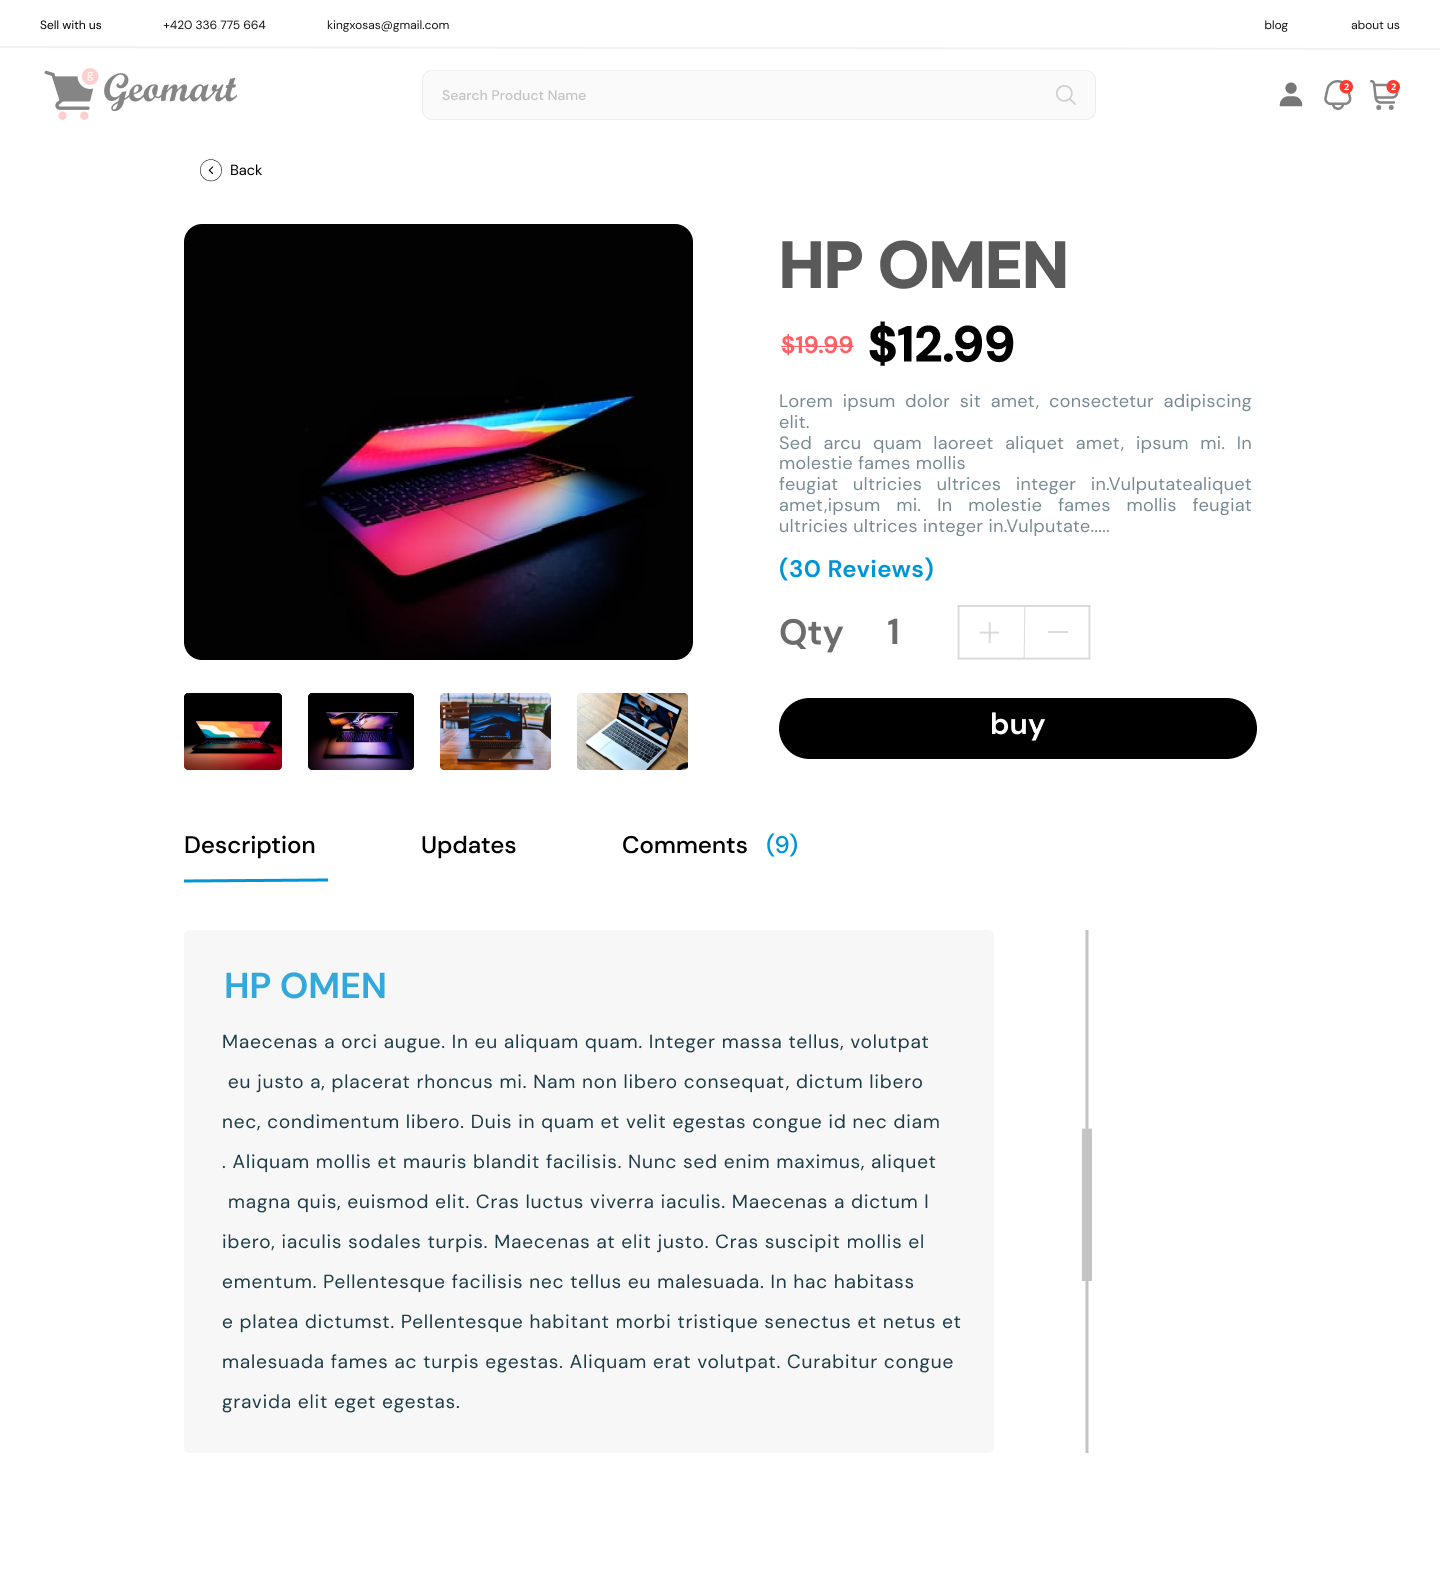 Sell with us +420 336 775 664 kingxosas@gmail.com blog about us
g Geomart
Search Product Name
2 2
Back
HP OMEN
$19.99 $12.99
Lorem ipsum dolor sit amet, consectetur adipiscing
elit.
Sed arcu quam laoreet aliquet amet, ipsum mi. In
molestie fames mollis
feugiat ultricies ultrices integer in.Vulputatealiquet
amet,ipsum mi. In molestie fames mollis feugiat
ultricies ultrices integer in.Vulputate.....
(30 Reviews)
Qty 1 + −
buy
Description Updates Comments (9)
HP OMEN
Maecenas a orci augue. In eu aliquam quam. Integer massa tellus, volutpat
eu justo a, placerat rhoncus mi. Nam non libero consequat, dictum libero
nec, condimentum libero. Duis in quam et velit egestas congue id nec diam
. Aliquam mollis et mauris blandit facilisis. Nunc sed enim maximus, aliquet
magna quis, euismod elit. Cras luctus viverra iaculis. Maecenas a dictum l
ibero, iaculis sodales turpis. Maecenas at elit justo. Cras suscipit mollis el
ementum. Pellentesque facilisis nec tellus eu malesuada. In hac habitass
e platea dictumst. Pellentesque habitant morbi tristique senectus et netus et
malesuada fames ac turpis egestas. Aliquam erat volutpat. Curabitur congue
gravida elit eget egestas.